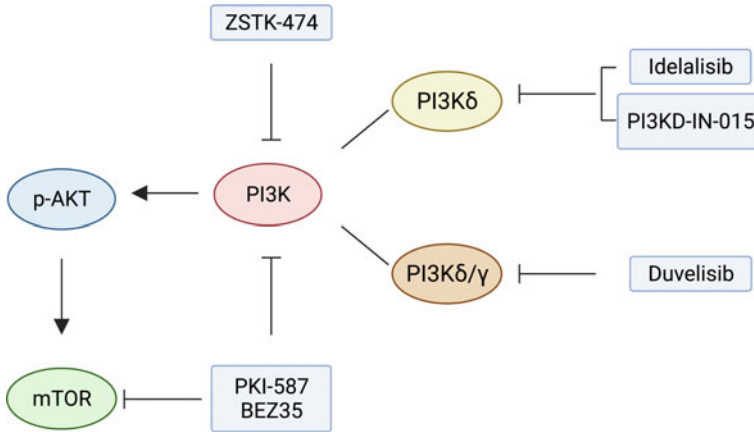 ZSTK-474
Idelalisib
PI3Kδ
PI3KD-IN-015
p-AKT
PI3K
PI3Kδ/γ
Duvelisib
mTOR
PKI-587
BEZ35